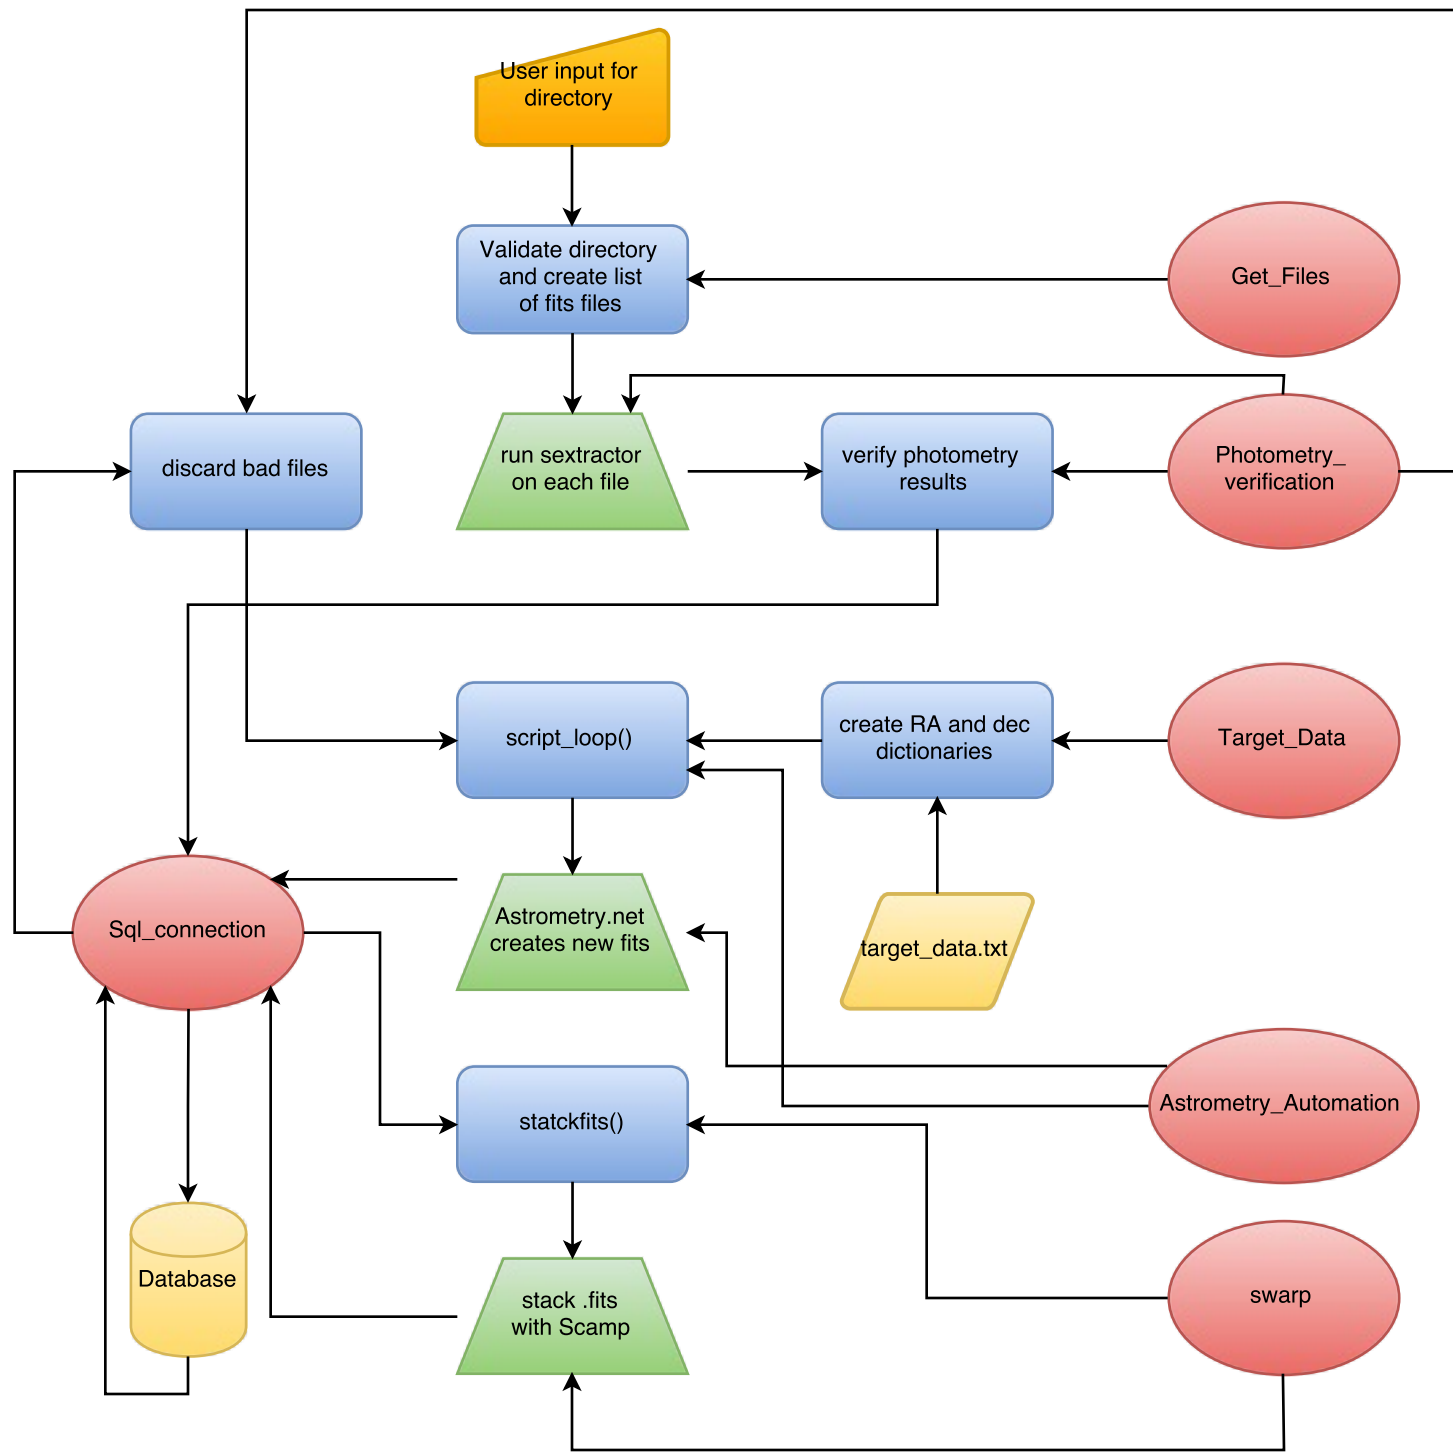 User input for
directory
Validate directory
and create list
of fits files
Get_Files
discard bad files
run sextractor
on each file
verify photometry
results
Photometry_
verification
script_loop()
create RA and dec
dictionaries
Target_Data
Sql_connection
Astrometry.net
creates new fits
target_data.txt
Astrometry_Automation
statckfits()
Database
stack .fits
with Scamp
swarp